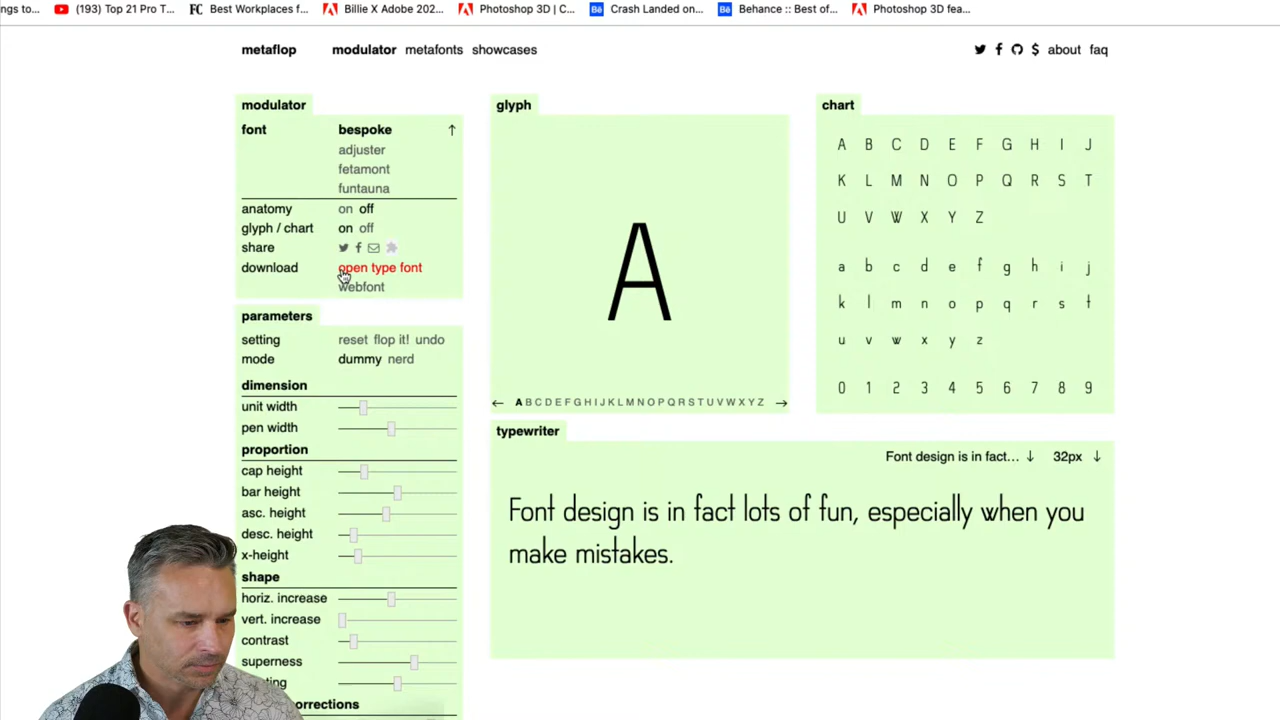 ngs to...
(193) Top 21 Pro T...
FC Best Workplaces f...
Billie X Adobe 202...
Photoshop 3D | C...
Crash Landed on...
Bē Behance :: Best of...
Photoshop 3D fea...
metaflop modulator metafonts showcases
$ about faq
modulator
font bespoke ↑
adjuster
fetamont
funtauna
anatomy on off
glyph / chart on off
share
download open type font
webfont
parameters
setting reset flop it! undo
mode dummy nerd
dimension
unit width
pen width
proportion
cap height
bar height
asc. height
desc. height
x-height
shape
horiz. increase
vert. increase
contrast
superness
glyph
A
← ABCDEFGHIJKLMNOPQRSTUVWXYZ →
chart
A B C D E F G H I J
K L M N O P Q R S T
U V W X Y Z
a b c d e f g h i j
k l m n o p q r s t
u v w x y z
0 1 2 3 4 5 6 7 8 9
typewriter
Font design is in fact... ↓ 32px ↓
Font design is in fact lots of fun, especially when you
make mistakes.